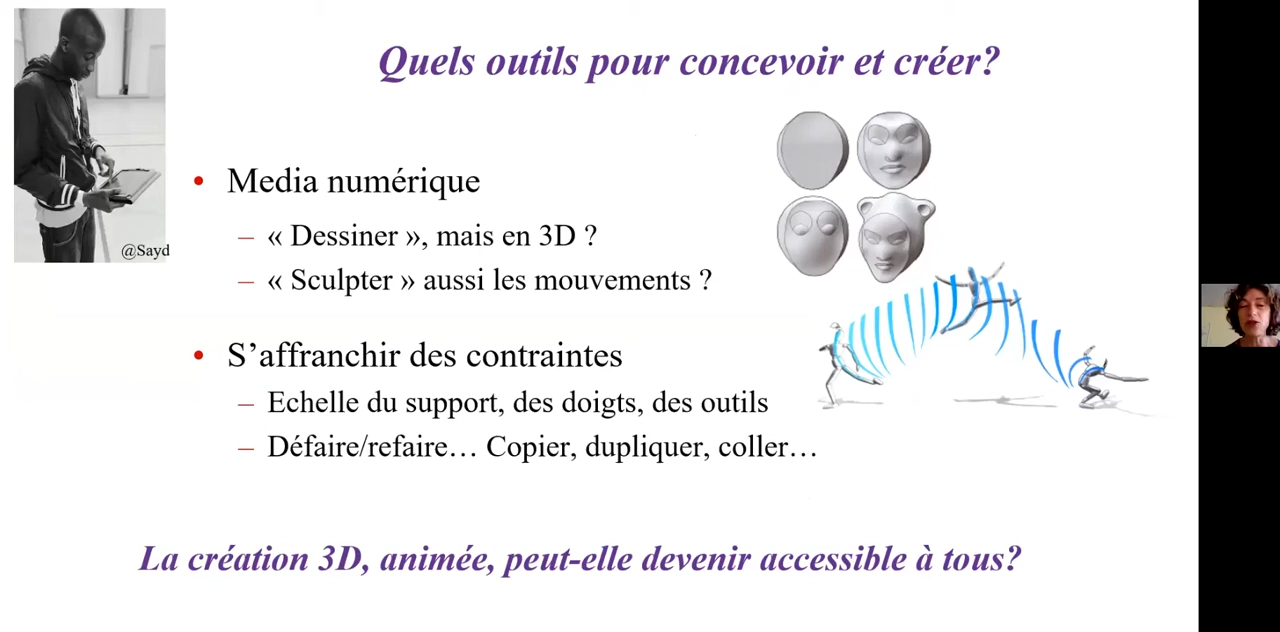 Quels outils pour concevoir et créer?
@Sayd
• Media numérique
– « Dessiner », mais en 3D ?
– « Sculpter » aussi les mouvements ?
• S’affranchir des contraintes
– Echelle du support, des doigts, des outils
– Défaire/refaire… Copier, dupliquer, coller…
La création 3D, animée, peut-elle devenir accessible à tous?